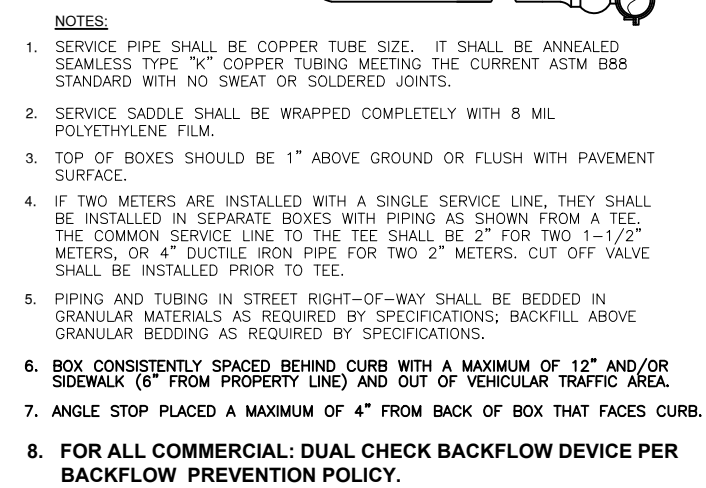 NOTES:
1. SERVICE PIPE SHALL BE COPPER TUBE SIZE. IT SHALL BE ANNEALED
SEAMLESS TYPE "K" COPPER TUBING MEETING THE CURRENT ASTM B88
STANDARD WITH NO SWEAT OR SOLDERED JOINTS.
2. SERVICE SADDLE SHALL BE WRAPPED COMPLETELY WITH 8 MIL
POLYETHYLENE FILM.
3. TOP OF BOXES SHOULD BE 1" ABOVE GROUND OR FLUSH WITH PAVEMENT
SURFACE.
4. IF TWO METERS ARE INSTALLED WITH A SINGLE SERVICE LINE, THEY SHALL
BE INSTALLED IN SEPARATE BOXES WITH PIPING AS SHOWN FROM A TEE.
THE COMMON SERVICE LINE TO THE TEE SHALL BE 2" FOR TWO 1-1/2"
METERS, OR 4" DUCTILE IRON PIPE FOR TWO 2" METERS. CUT OFF VALVE
SHALL BE INSTALLED PRIOR TO TEE.
5. PIPING AND TUBING IN STREET RIGHT-OF-WAY SHALL BE BEDDED IN
GRANULAR MATERIALS AS REQUIRED BY SPECIFICATIONS; BACKFILL ABOVE
GRANULAR BEDDING AS REQUIRED BY SPECIFICATIONS.
6. BOX CONSISTENTLY SPACED BEHIND CURB WITH A MAXIMUM OF 12" AND/OR
SIDEWALK (6" FROM PROPERTY LINE) AND OUT OF VEHICULAR TRAFFIC AREA.
7. ANGLE STOP PLACED A MAXIMUM OF 4" FROM BACK OF BOX THAT FACES CURB.
8. FOR ALL COMMERCIAL: DUAL CHECK BACKFLOW DEVICE PER
BACKFLOW PREVENTION POLICY.